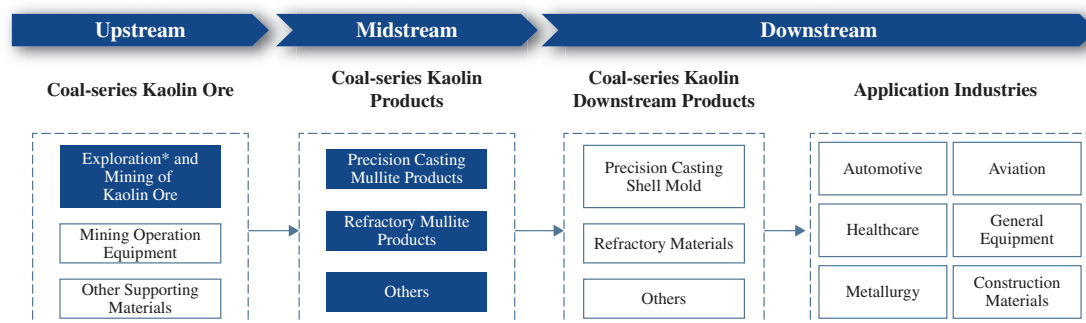 Upstream
Midstream
Downstream
Coal-series Kaolin Ore
Coal-series Kaolin
Products
Coal-series Kaolin
Downstream Products
Application Industries
Exploration* and
Mining of
Kaolin Ore
Mining Operation
Equipment
Other Supporting
Materials
Precision Casting
Mullite Products
Refractory Mullite
Products
Others
Precision Casting
Shell Mold
Refractory Materials
Others
Automotive
Aviation
Healthcare
General
Equipment
Metallurgy
Construction
Materials